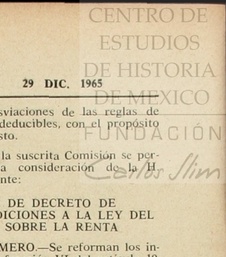 CENTRO DE
ESTUDIOS
DE HISTORIA
DE MEXICO
FUNDACIÓN
Carlos Slim
29 DIC. 1965
sviaciones de las reglas de
deducibles, con el propósito
sto.
la suscrita Comisión se per-
a consideración de la H.
nte:
DE DECRETO DE
DICIONES A LA LEY DEL
SOBRE LA RENTA
MERO.—Se reforman los in-